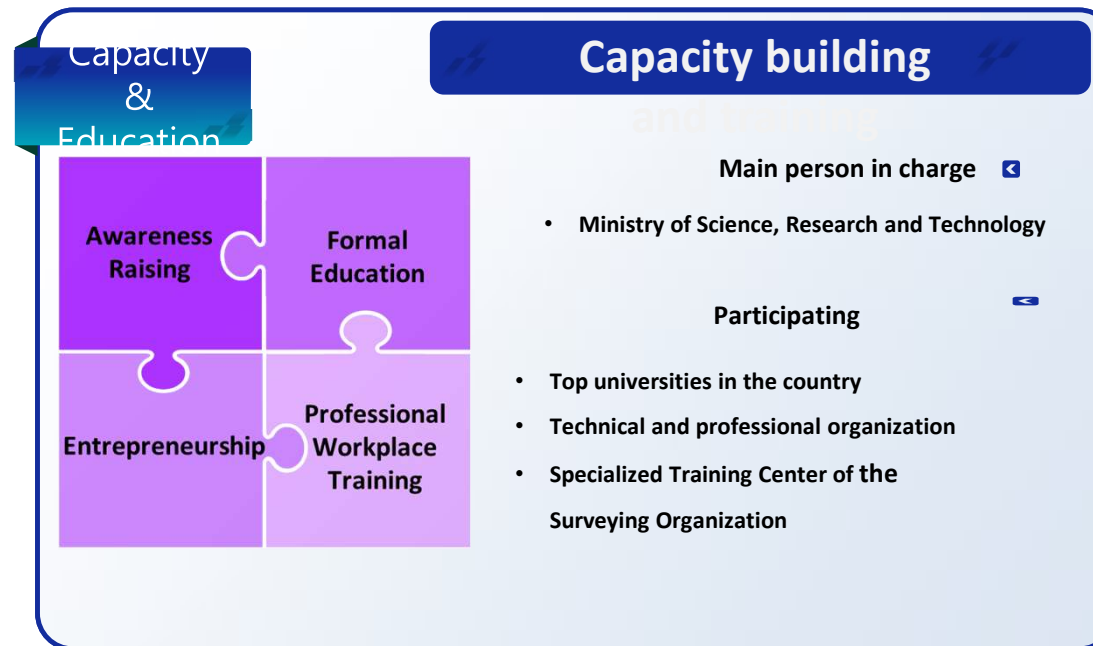 Capacity
&
Education
Capacity building
and training
Awareness
Raising
Formal
Education
Entrepreneurship
Professional
Workplace
Training
Main person in charge
• Ministry of Science, Research and Technology
Participating
• Top universities in the country
• Technical and professional organization
• Specialized Training Center of the
Surveying Organization